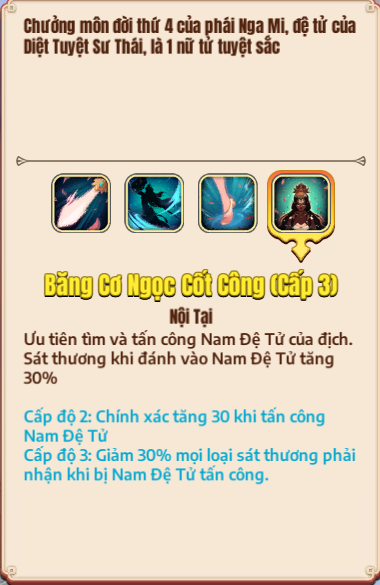 Chưởng môn đời thứ 4 của phái Nga Mi, đệ tử của
Diệt Tuyệt Sư Thái, là 1 nữ tử tuyệt sắc
Băng Cơ Ngọc Cốt Công (Cấp 3)
Nội Tại
Ưu tiên tìm và tấn công Nam Đệ Tử của địch.
Sát thương khi đánh vào Nam Đệ Tử tăng
30%
Cấp độ 2: Chính xác tăng 30 khi tấn công
Nam Đệ Tử
Cấp độ 3: Giảm 30% mọi loại sát thương phải
nhận khi bị Nam Đệ Tử tấn công.